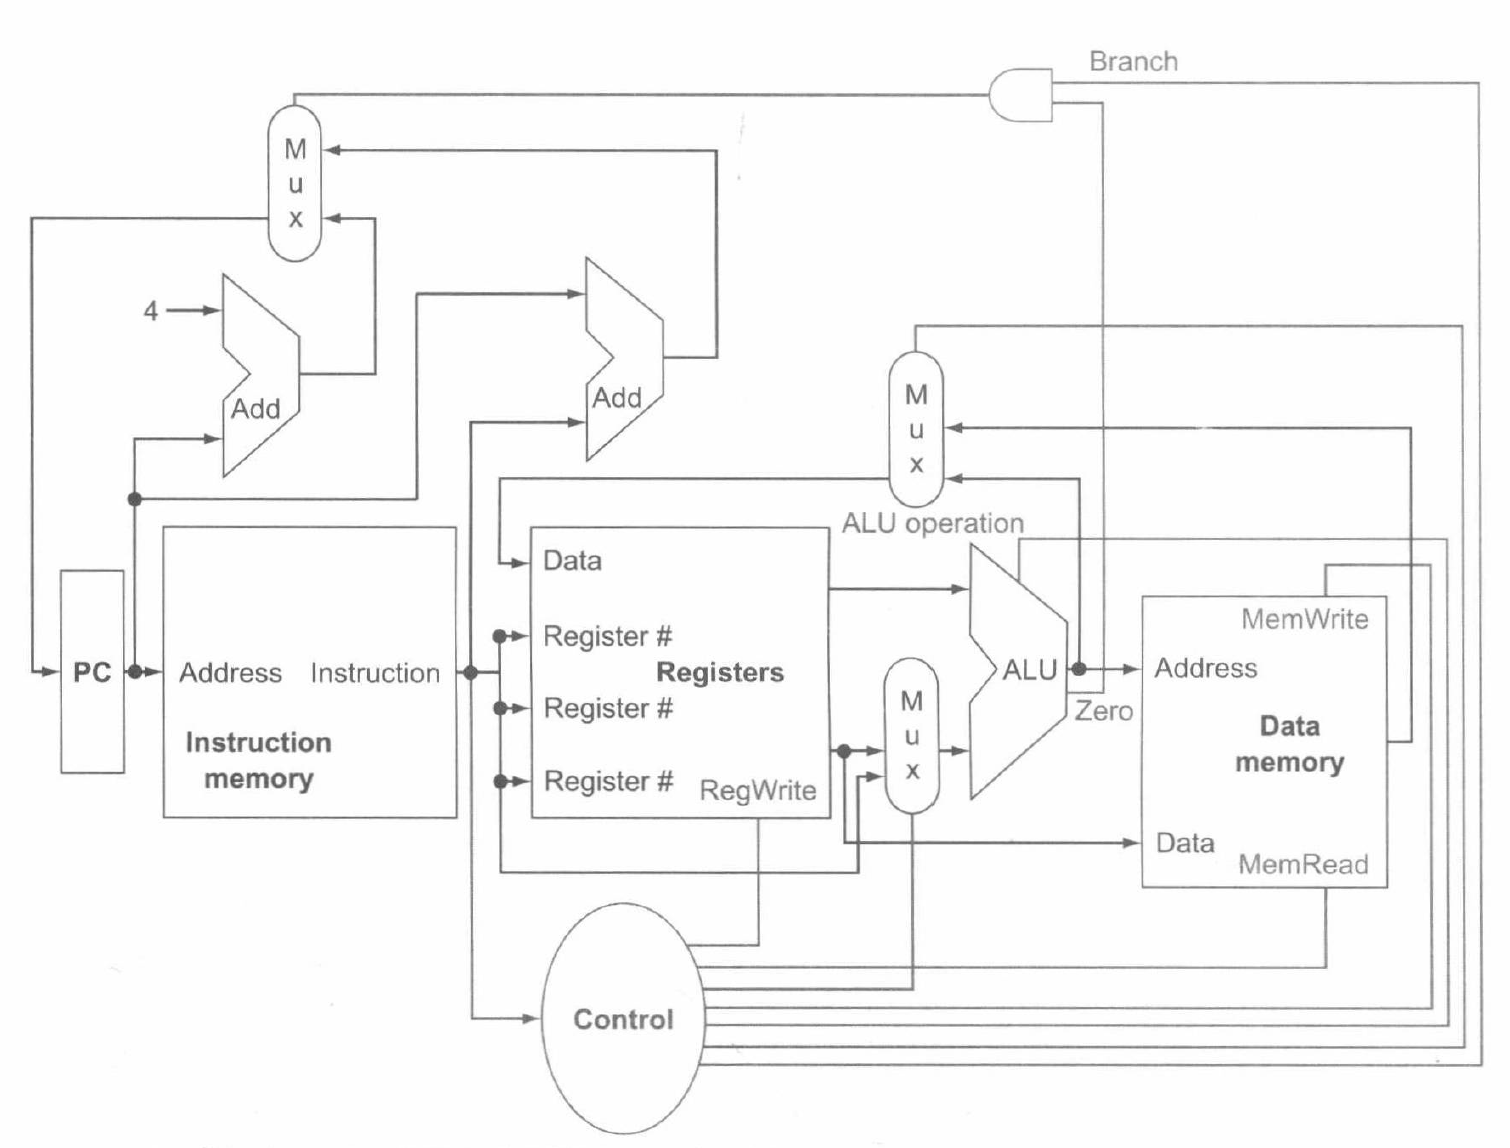 Branch
M
u
x
4
Add
Add
M
u
x
ALU operation
Data
Register #
Registers
Register #
Register #
RegWrite
PC
Address Instruction
Instruction
memory
M
u
x
ALU
Zero
MemWrite
Address
Data
memory
Data
MemRead
Control